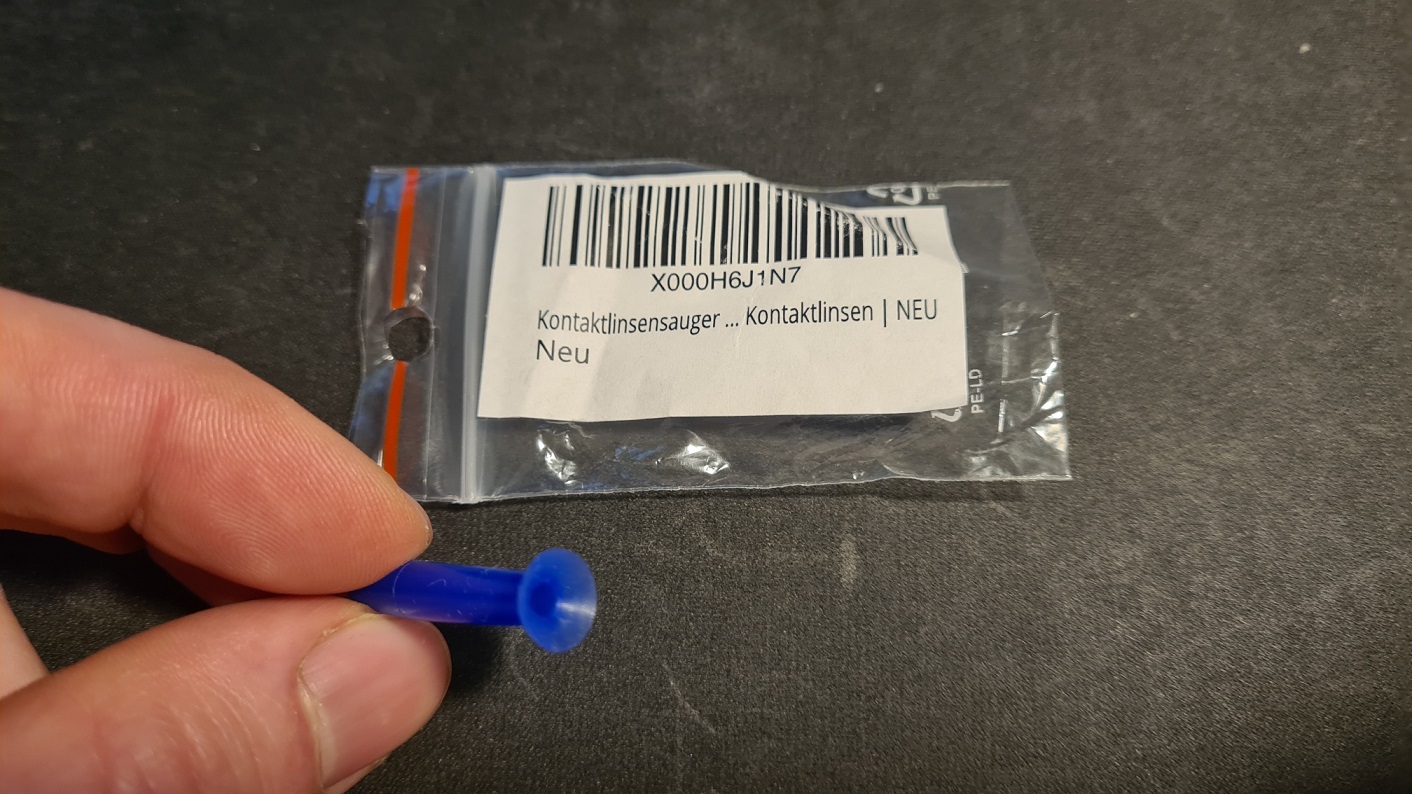 X000H6J1N7
Kontaktlinsensauger ... Kontaktlinsen | NEU
Neu
PE-LD